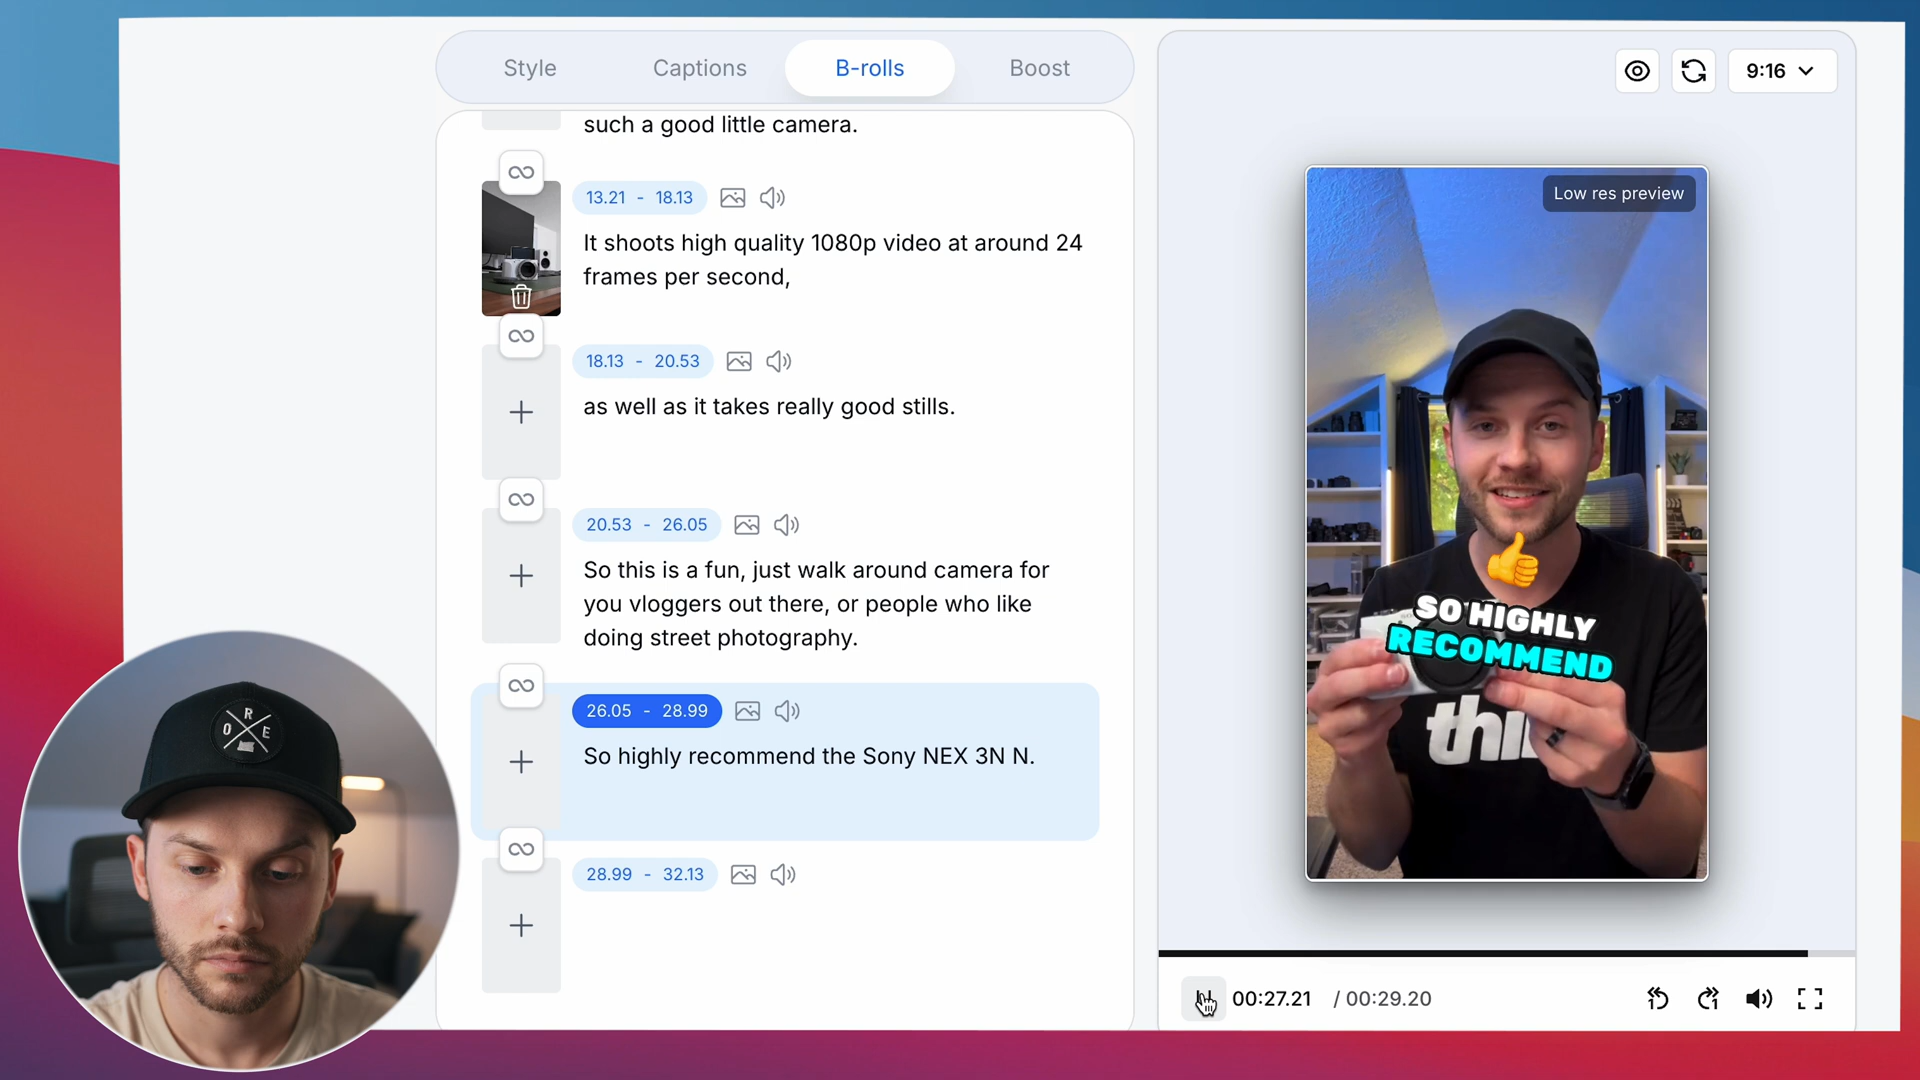 Style
Captions
B-rolls
Boost
such a good little camera.
13.21 - 18.13
It shoots high quality 1080p video at around 24
frames per second,
18.13 - 20.53
as well as it takes really good stills.
20.53 - 26.05
So this is a fun, just walk around camera for
you vloggers out there, or people who like
doing street photography.
26.05 - 28.99
So highly recommend the Sony NEX 3N N.
28.99 - 32.13
9:16
Low res preview
SO HIGHLY
RECOMMEND
00:27.21 / 00:29.20
R
O E